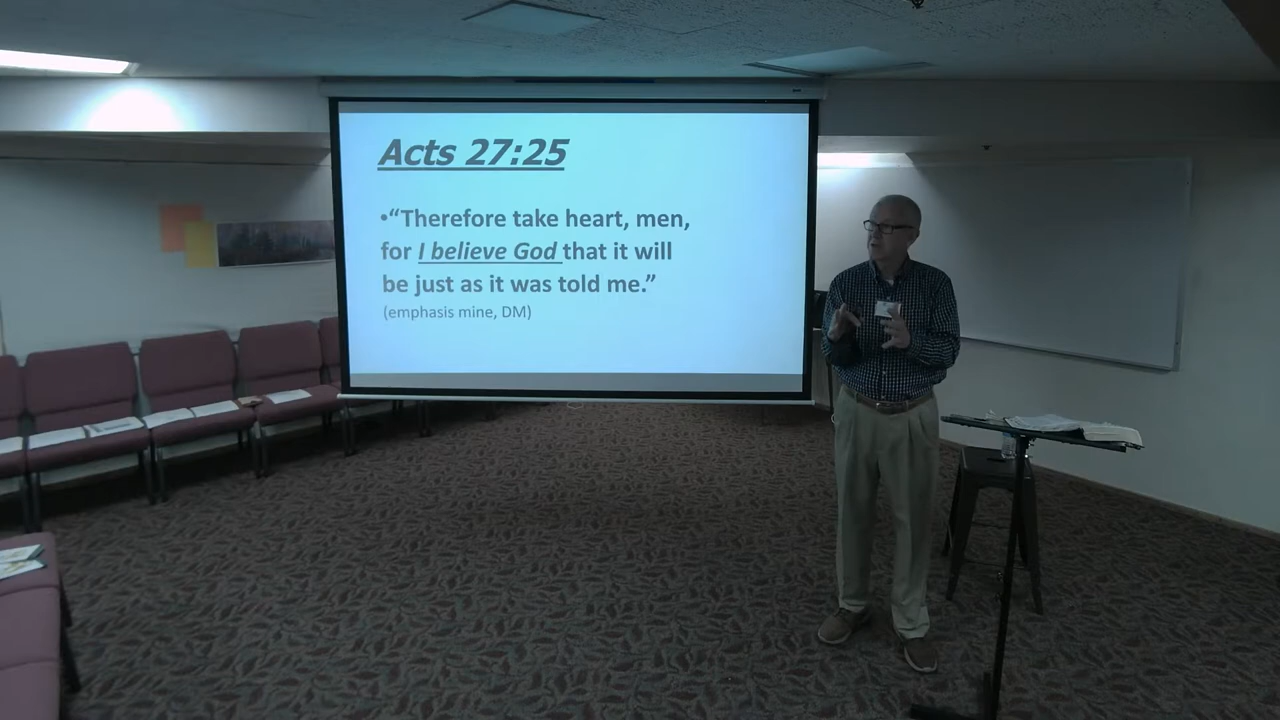 Acts 27:25
•“Therefore take heart, men,
for I believe God that it will
be just as it was told me.”
(emphasis mine, DM)